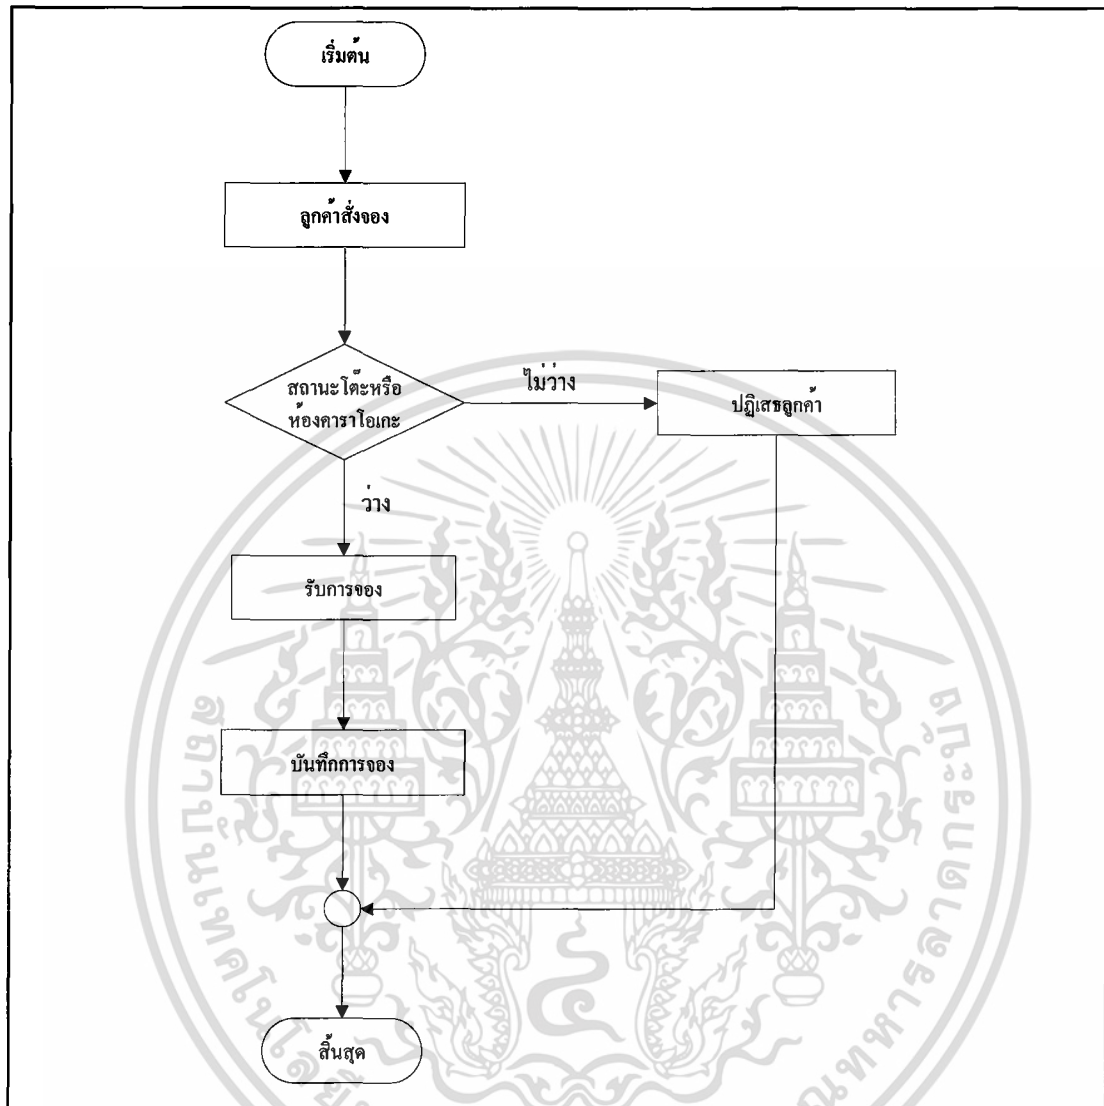 เริ่มต้น
ลูกค้าสั่งจอง
สถานะโต๊ะหรือ
ห้องคาราโอเกะ
ไม่ว่าง
ปฏิเสธลูกค้า
ว่าง
รับการจอง
บันทึกการจอง
สิ้นสุด